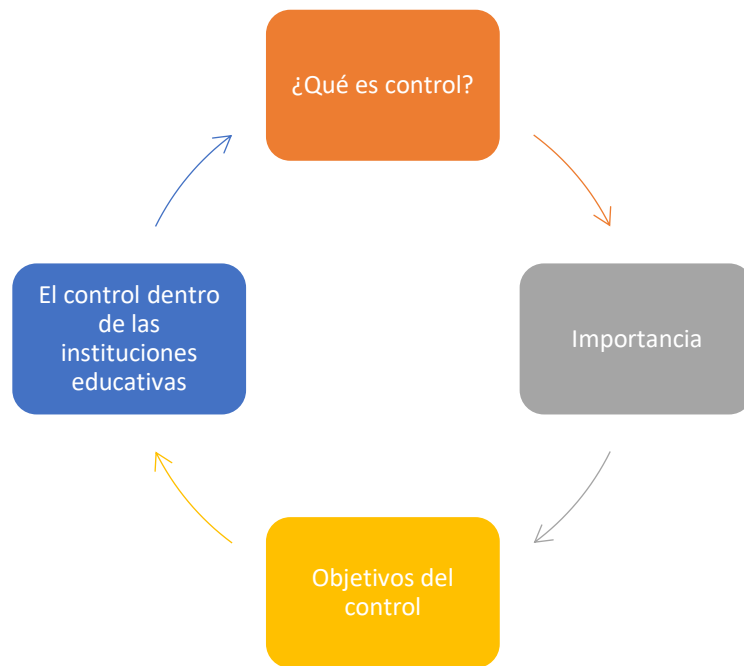 ¿Qué es control?
Importancia
Objetivos del
control
El control dentro
de las
instituciones
educativas